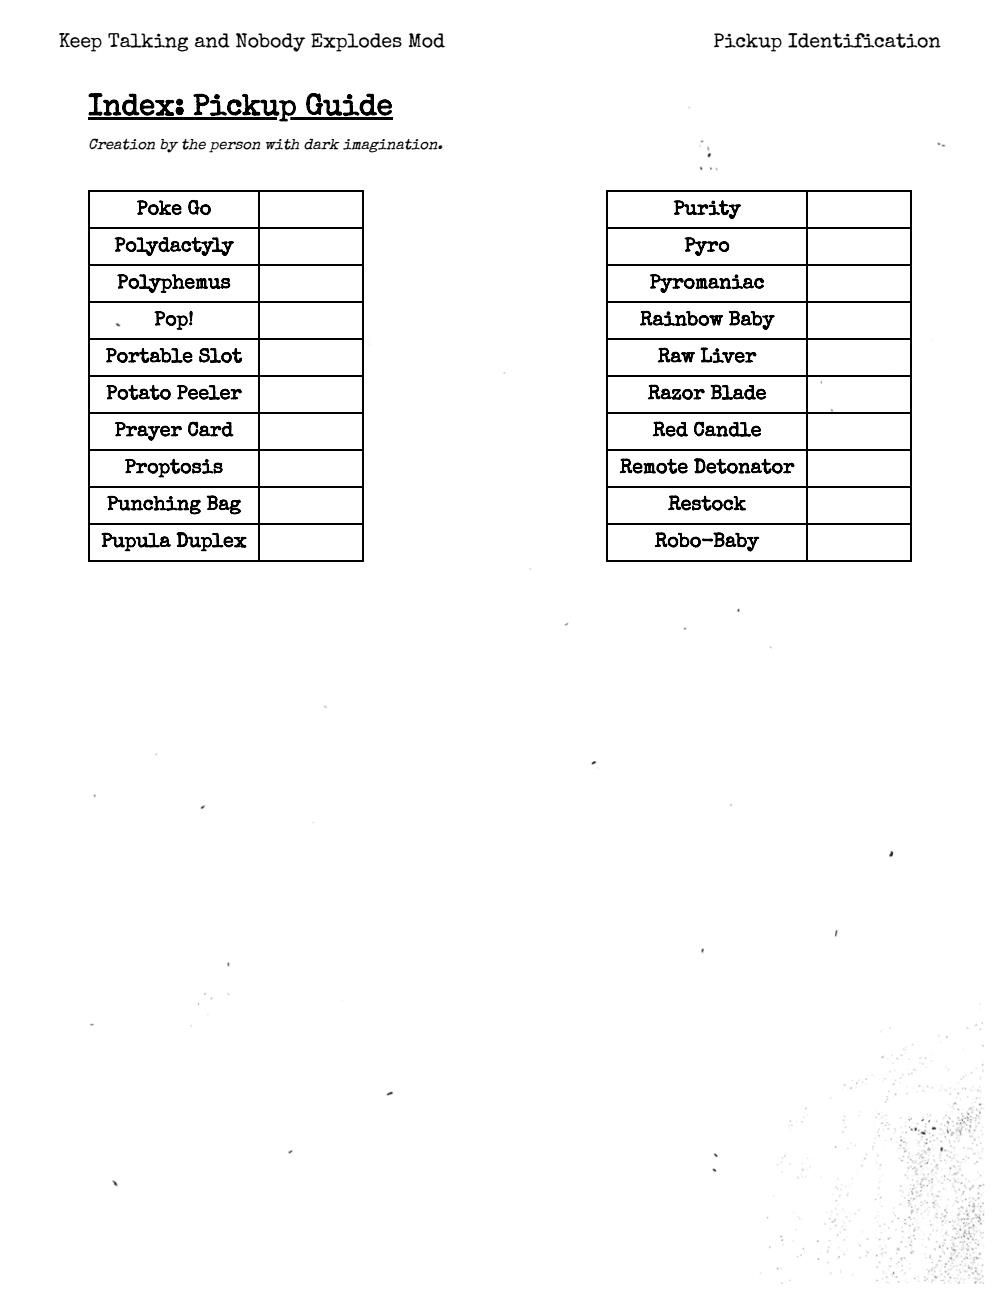 Keep Talking and Nobody Explodes Mod
Pickup Identification
Index: Pickup Guide
Creation by the person with dark imagination.
Poke Go
Polydactyly
Polyphemus
Pop!
Portable Slot
Potato Peeler
Prayer Card
Proptosis
Punching Bag
Pupula Duplex
Purity
Pyro
Pyromaniac
Rainbow Baby
Raw Liver
Razor Blade
Red Candle
Remote Detonator
Restock
Robo-Baby